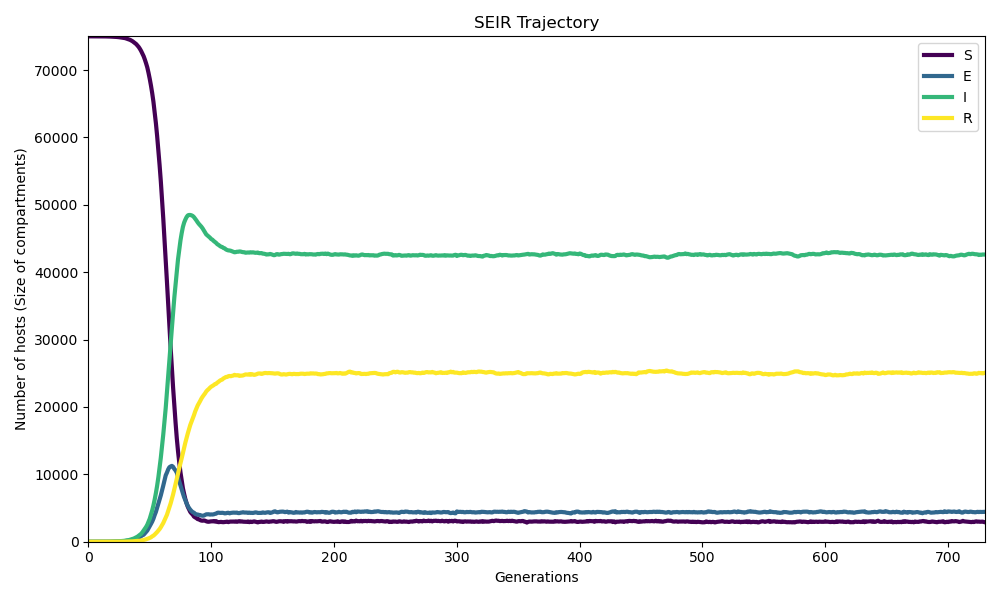 SEIR Trajectory
Number of hosts (Size of compartments)
70000
60000
50000
40000
30000
20000
10000
0
0 100 200 300 400 500 600 700
Generations
S
E
I
R